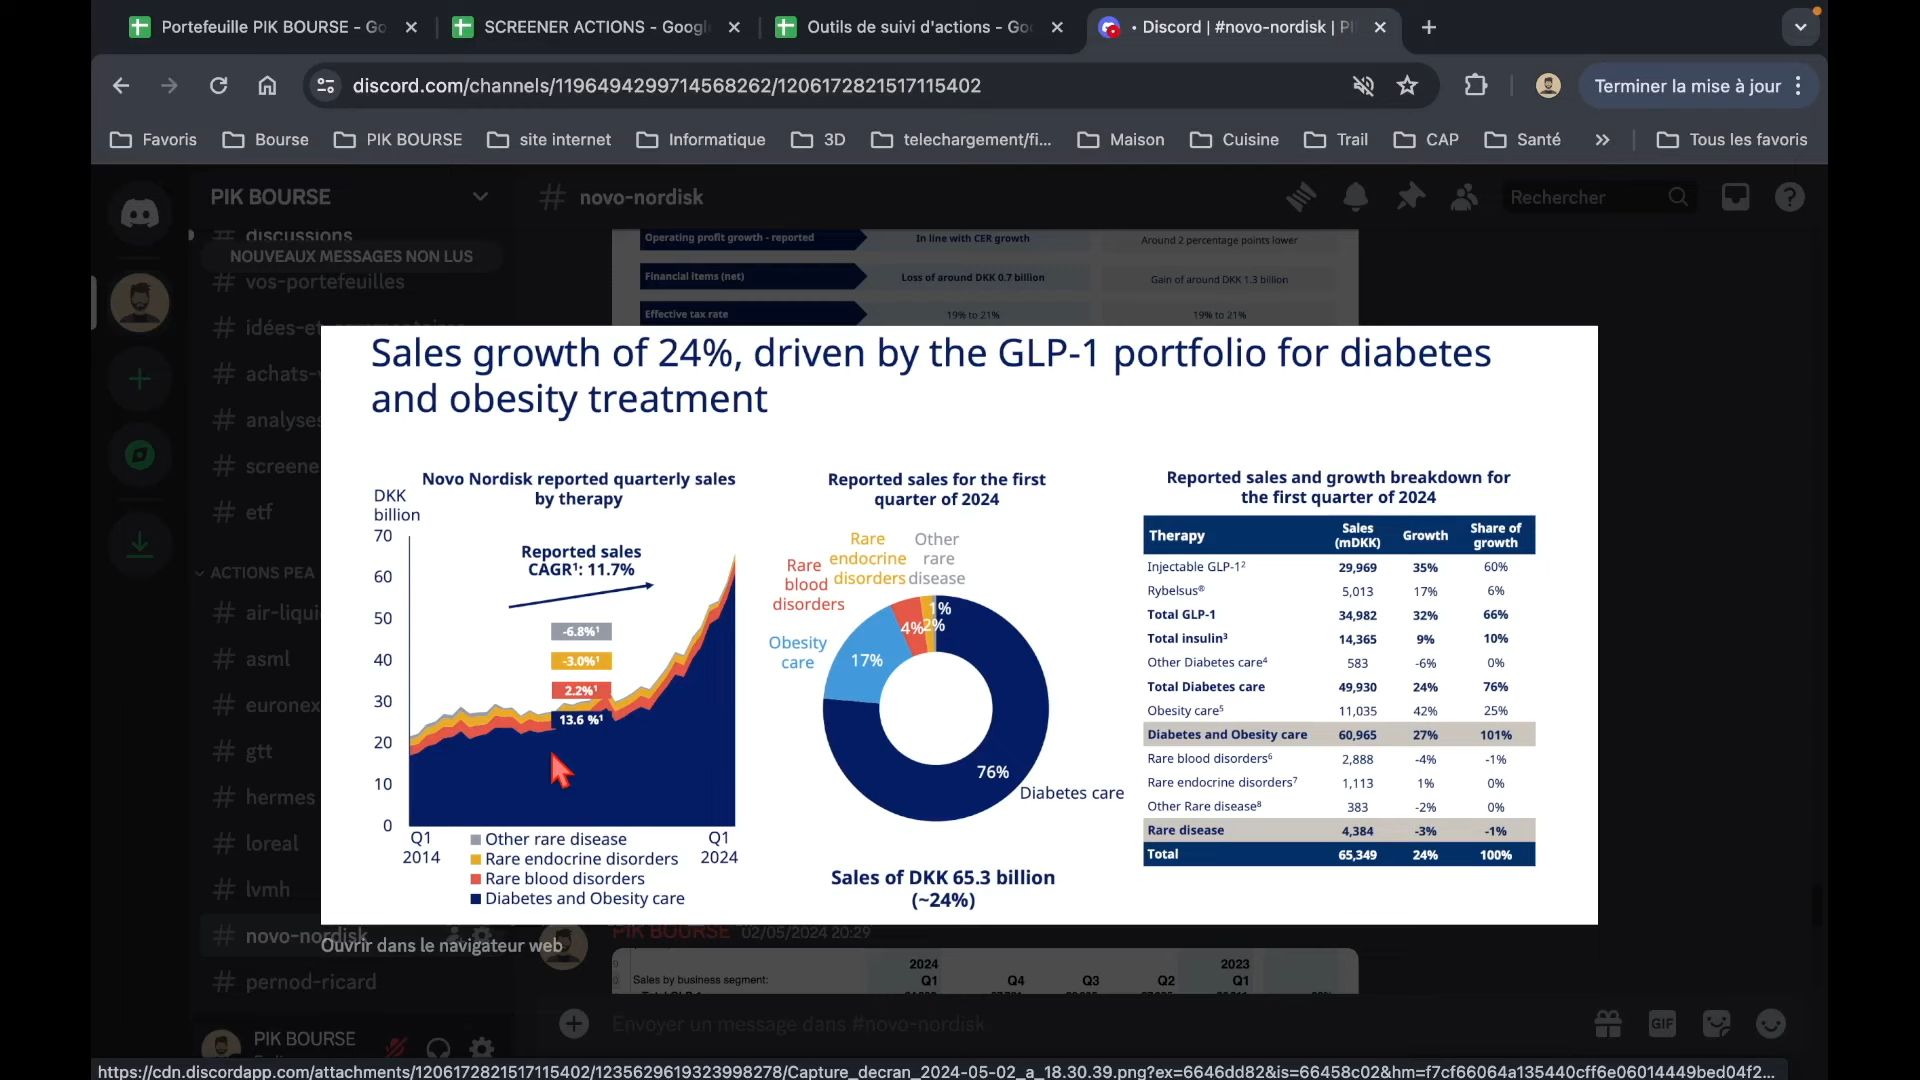 Portefeuille PIK BOURSE - Go
SCREENER ACTIONS - Googl
Outils de suivi d'actions - Go
• Discord | #novo-nordisk | PI
discord.com/channels/1196494299714568262/1206172821517115402
Terminer la mise à jour
Favoris
Bourse
PIK BOURSE
site internet
Informatique
3D
telechargement/fi...
Maison
Cuisine
Trail
CAP
Santé
Tous les favoris
PIK BOURSE
# novo-nordisk
Rechercher
# discussions
NOUVEAUX MESSAGES NON LUS
# vos-portefeuilles
# idées-et-
# achats-
# analyses
# screene
# etf
ACTIONS PEA
# air-liqui
# asml
# euronex
# gtt
# hermes
# loreal
# lvmh
# novo-nordisk
# pernod-ricard
PIK BOURSE
Operating profit growth - reported In line with CER growth Around 2 percentage points lower
Financial items (net) Loss of around DKK 0.7 billion Gain of around DKK 1.3 billion
Effective tax rate 19% to 21% 19% to 21%
Sales growth of 24%, driven by the GLP-1 portfolio for diabetes
and obesity treatment
Novo Nordisk reported quarterly sales
by therapy
DKK
billion
70
60
50
40
30
20
10
0
Reported sales
CAGR¹: 11.7%
-6.8%¹
-3.0%¹
2.2%¹
13.6 %¹
Q1
2014
Q1
2024
Other rare disease
Rare endocrine disorders
Rare blood disorders
Diabetes and Obesity care
Reported sales for the first
quarter of 2024
Rare
endocrine
disorders
Other
rare
disease
Rare
blood
disorders
Obesity
care
1%
2%
4%
17%
76%
Diabetes care
Sales of DKK 65.3 billion
(~24%)
Reported sales and growth breakdown for
the first quarter of 2024
Therapy Sales (mDKK) Growth Share of growth
Injectable GLP-1² 29,969 35% 60%
Rybelsus® 5,013 17% 6%
Total GLP-1 34,982 32% 66%
Total insulin³ 14,365 9% 10%
Other Diabetes care⁴ 583 -6% 0%
Total Diabetes care 49,930 24% 76%
Obesity care⁵ 11,035 42% 25%
Diabetes and Obesity care 60,965 27% 101%
Rare blood disorders⁶ 2,888 -4% -1%
Rare endocrine disorders⁷ 1,113 1% 0%
Other Rare disease⁸ 383 -2% 0%
Rare disease 4,384 -3% -1%
Total 65,349 24% 100%
Ouvrir dans le navigateur web
PIK BOURSE 02/05/2024 20:29
2024 2023
Sales by business segment: Q1 Q4 Q3 Q2 Q1
Envoyer un message dans #novo-nordisk
GIF
https://cdn.discordapp.com/attachments/1206172821517115402/1235629619323998278/Capture_decran_2024-05-02_a_18.30.39.png?ex=6646dd82&is=66458c02&hm=f7cf66064a135440cff6e06014449bed04f2...